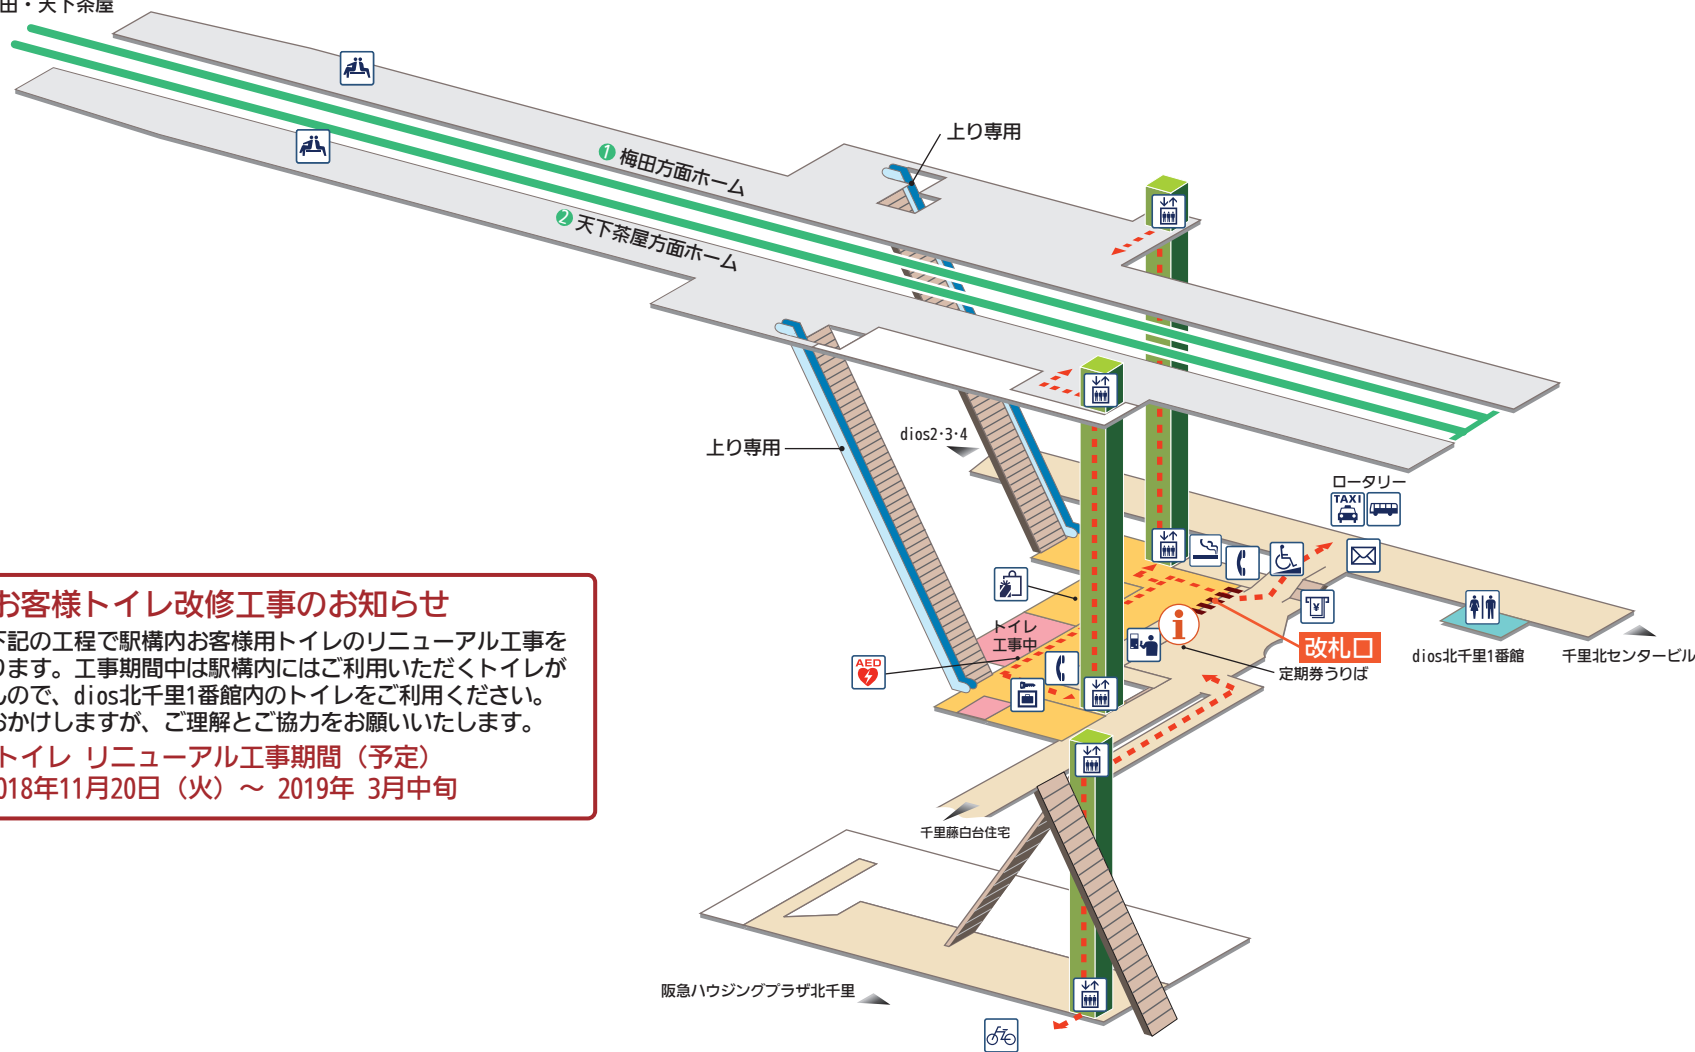 田・天下茶屋
上り専用
1 梅田方面ホーム
2 天下茶屋方面ホーム
上り専用
dios2・3・4
ロータリー
TAXI
お客様トイレ改修工事のお知らせ
下記の工程で駅構内お客様用トイレのリニューアル工事を
ります。工事期間中は駅構内にはご利用いただくトイレが
んので、dios北千里1番館内のトイレをご利用ください。
おかけしますが、ご理解とご協力をお願いいたします。
トイレ リニューアル工事期間（予定）
018年11月20日（火）～ 2019年 3月中旬
トイレ
工事中
AED
i
¥
改札口
定期券うりば
dios北千里1番館
千里北センタービル
千里藤白台住宅
阪急ハウジングプラザ北千里